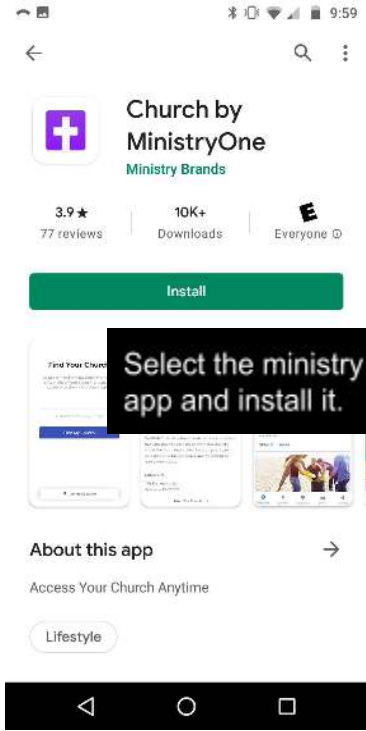 9:59
Church by
MinistryOne
Ministry Brands
3.9★
77 reviews
10K+
Downloads
E
Everyone
Install
Find Your Church
Select the ministry
app and install it.
About this app
Access Your Church Anytime
Lifestyle